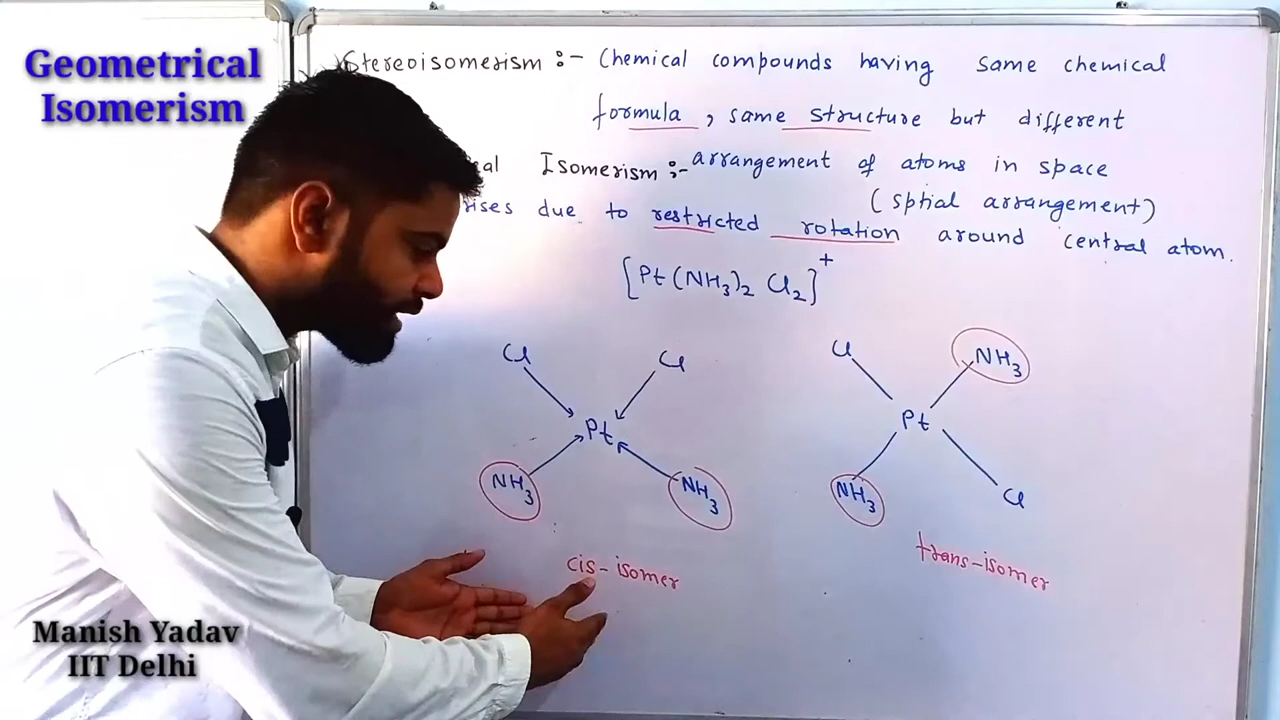 Geometrical
Isomerism
Stereoisomerism :- Chemical compounds having same chemical
formula, same structure but different
Isomerism :- arrangement of atoms in space
(sptial arrangement)
due to restricted rotation around central atom.
[Pt(NH3)2 Cl2]+
Cl Cl
Pt
NH3 NH3
cis-isomer
Cl NH3
Pt
NH3 Cl
trans-isomer
Manish Yadav
IIT Delhi